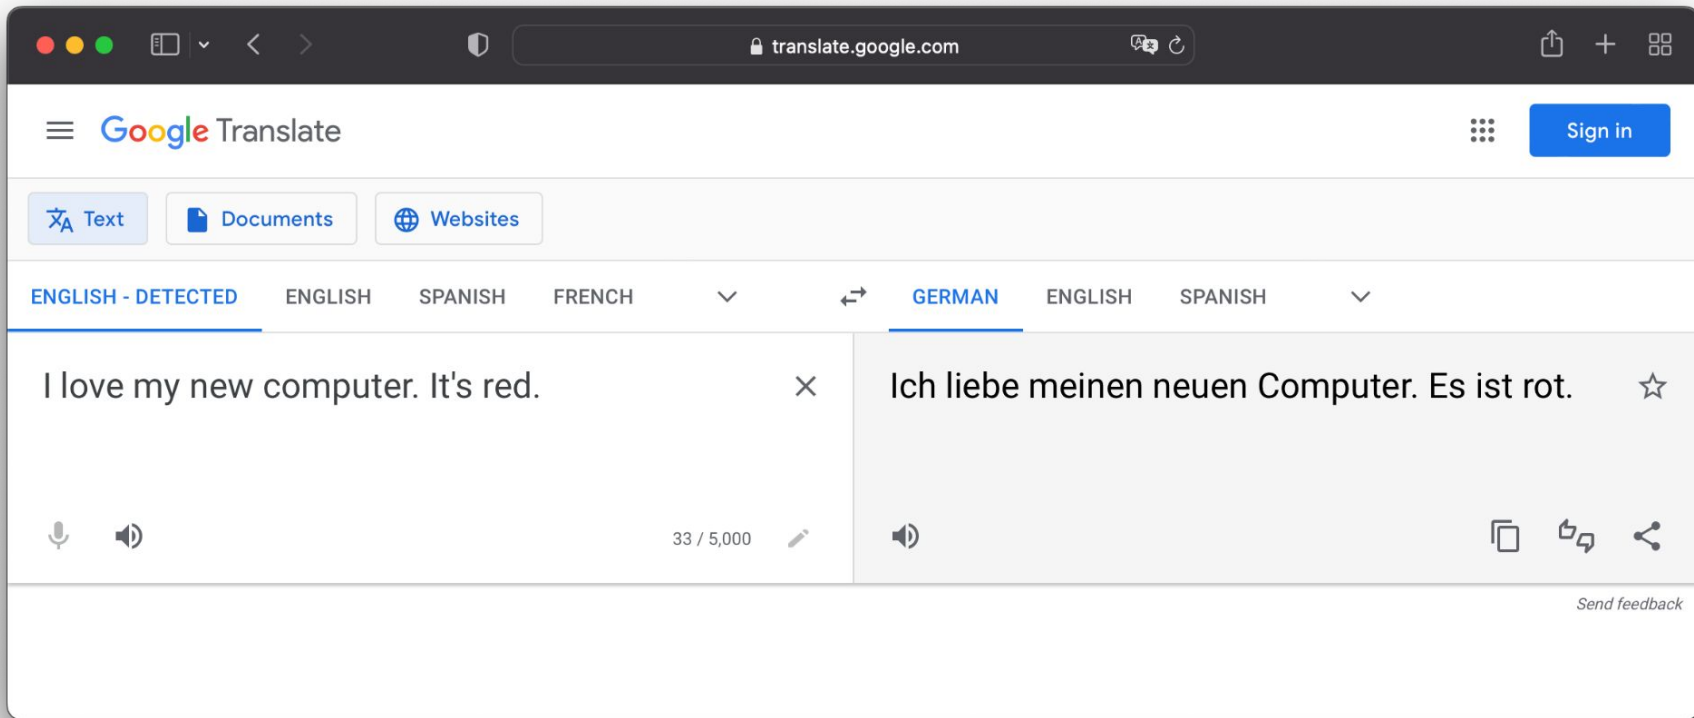 translate.google.com
Google Translate
Sign in
Text Documents Websites
ENGLISH - DETECTED ENGLISH SPANISH FRENCH GERMAN ENGLISH SPANISH
I love my new computer. It's red.
Ich liebe meinen neuen Computer. Es ist rot.
33 / 5,000
Send feedback